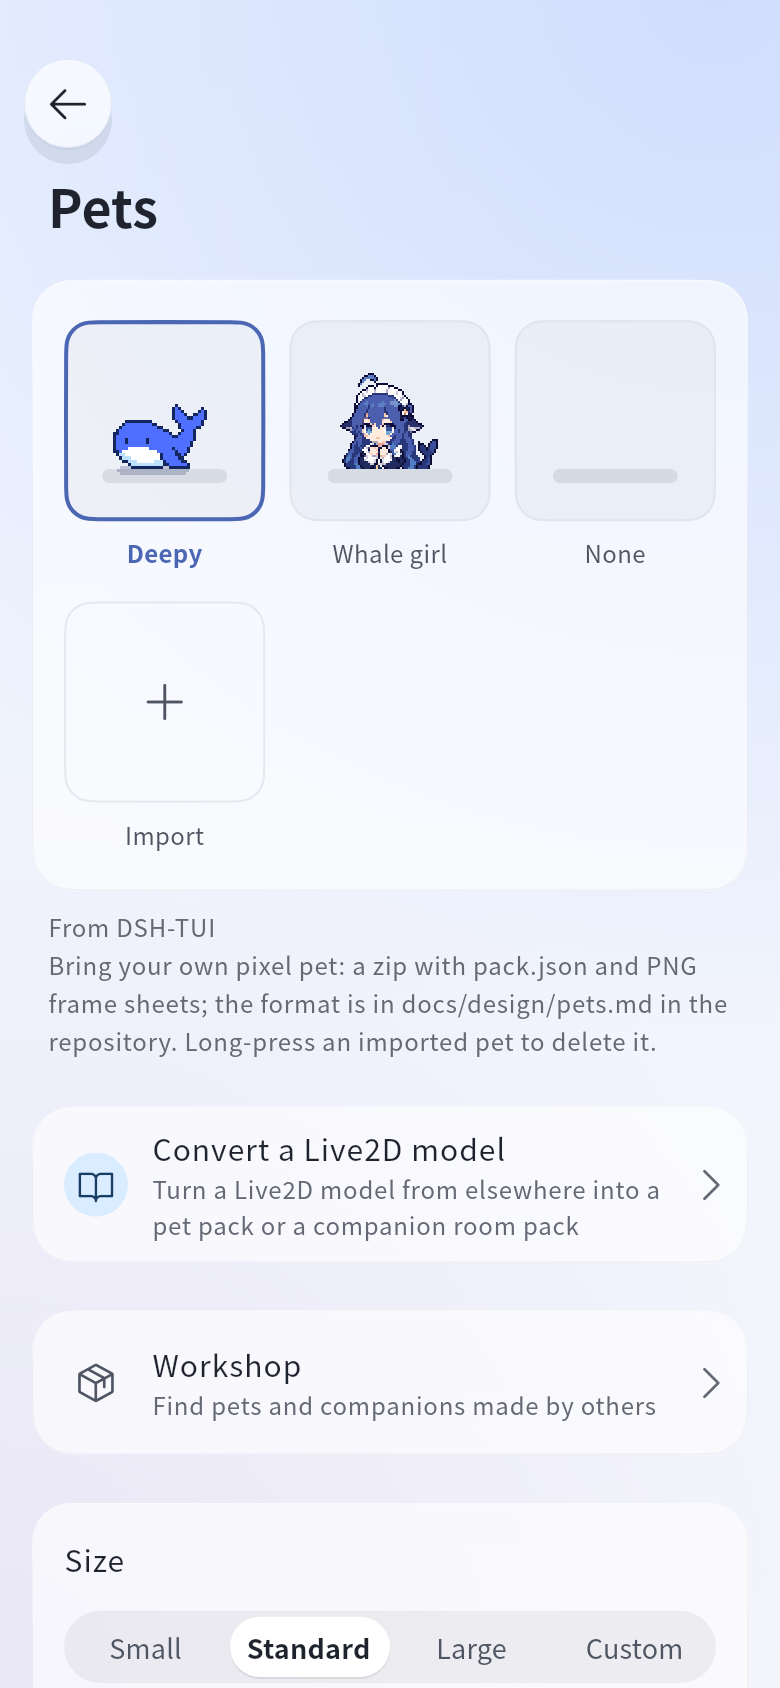 Pets
Deepy
Whale girl
None
Import
From DSH-TUI
Bring your own pixel pet: a zip with pack.json and PNG
frame sheets; the format is in docs/design/pets.md in the
repository. Long-press an imported pet to delete it.
Convert a Live2D model
Turn a Live2D model from elsewhere into a
pet pack or a companion room pack
Workshop
Find pets and companions made by others
Size
Small
Standard
Large
Custom